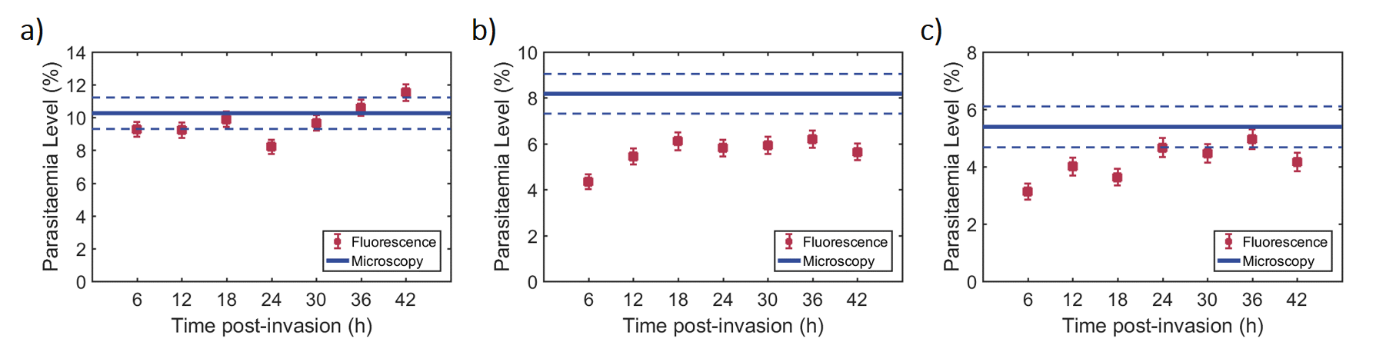 a)
Parasitaemia Level (%)
14
12
10
8
6
4
2
0
6 12 18 24 30 36 42
Time post-invasion (h)
Fluorescence
Microscopy
b)
Parasitaemia Level (%)
10
8
6
4
2
0
6 12 18 24 30 36 42
Time post-invasion (h)
Fluorescence
Microscopy
c)
Parasitaemia Level (%)
8
6
4
2
0
6 12 18 24 30 36 42
Time post-invasion (h)
Fluorescence
Microscopy